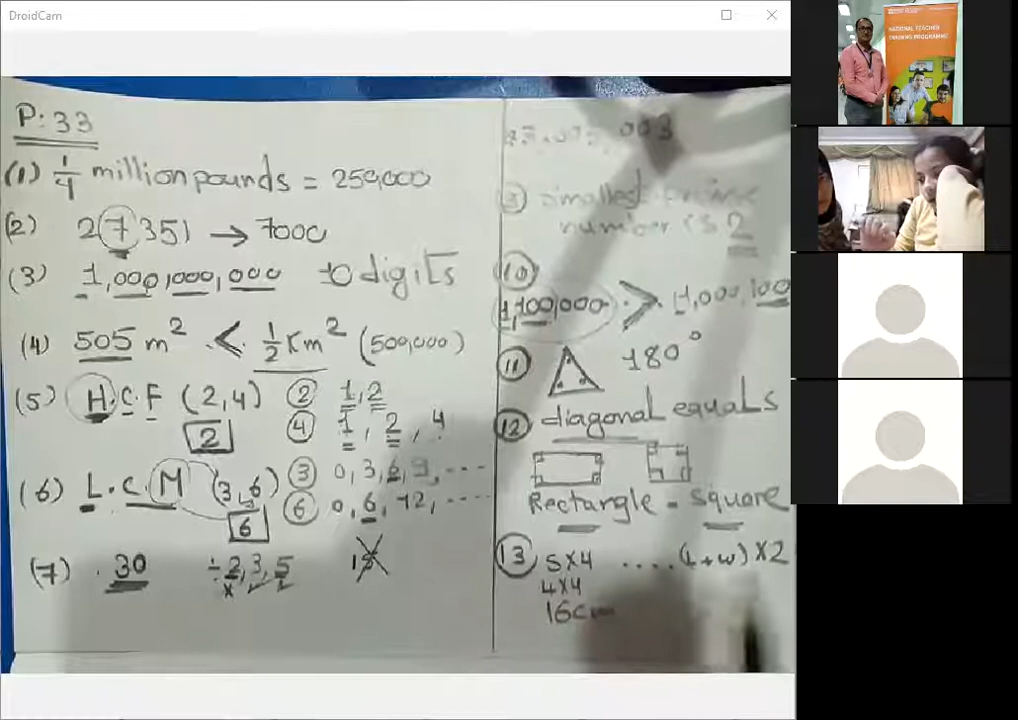 DroidCam
P: 33
(1) 1/4 million pounds = 250,000
(2) 27351 → 7000
(3) 1,000,000,000 10 digits
(4) 505 m² < 1/2 Km² (500,000)
(5) H.C.F (2,4) ② 1,2
2 ④ 1, 2, 4
(6) L.C.M (3,6) ③ 0, 3, 6, 9, ----
6 ⑥ 0, 6, 12, ----
(7) 30 ÷ 2, 3, 5
smallest prime
number is 2
⑩
1,100,000 > 1,000,100
⑪ 180°
⑫ diagonal equals
Rectangle - square
⑬ 5×4 .... (L+w)×2
4×4
16cm
NATIONAL TEACHER
TRAINING PROGRAMME